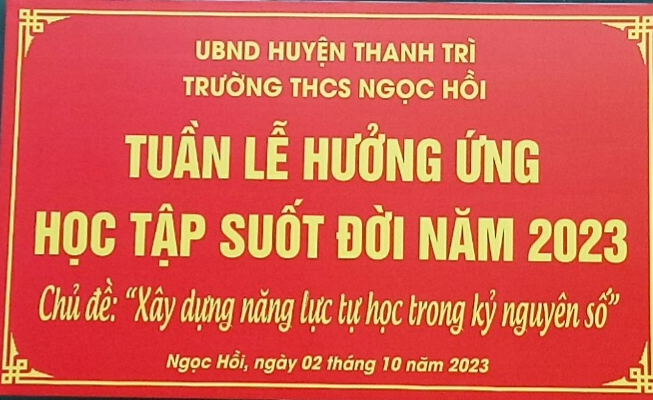 UBND HUYỆN THANH TRÌ
TRƯỜNG THCS NGỌC HỒI
TUẦN LỄ HƯỞNG ỨNG
HỌC TẬP SUỐT ĐỜI NĂM 2023
Chủ đề: “Xây dựng năng lực tự học trong kỷ nguyên số”
Ngọc Hồi, ngày 02 tháng 10 năm 2023